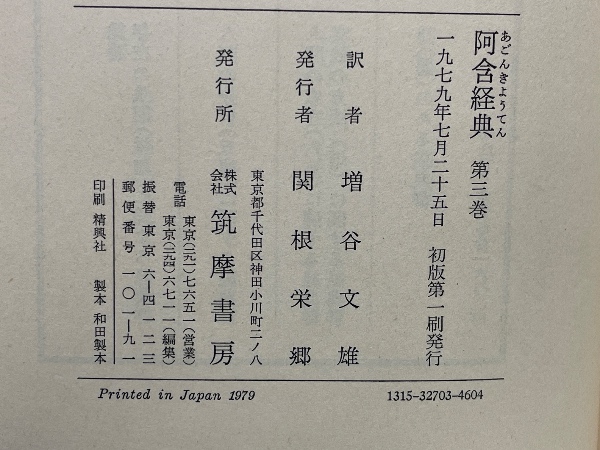 あごんきようてん
阿含経典 第三巻
一九七九年七月二十五日 初版第一刷発行
訳者 増谷文雄
発行者 関根栄郷
発行所 株式会社 筑摩書房
東京都千代田区神田小川町二ノ八
電話 東京(二九一)七六五一(営業)
東京(二九四)六七一一(編集)
振替 東京 六―四一二三
郵便番号 一〇一―九一
印刷 精興社 製本 和田製本
Printed in Japan 1979
1315-32703-4604